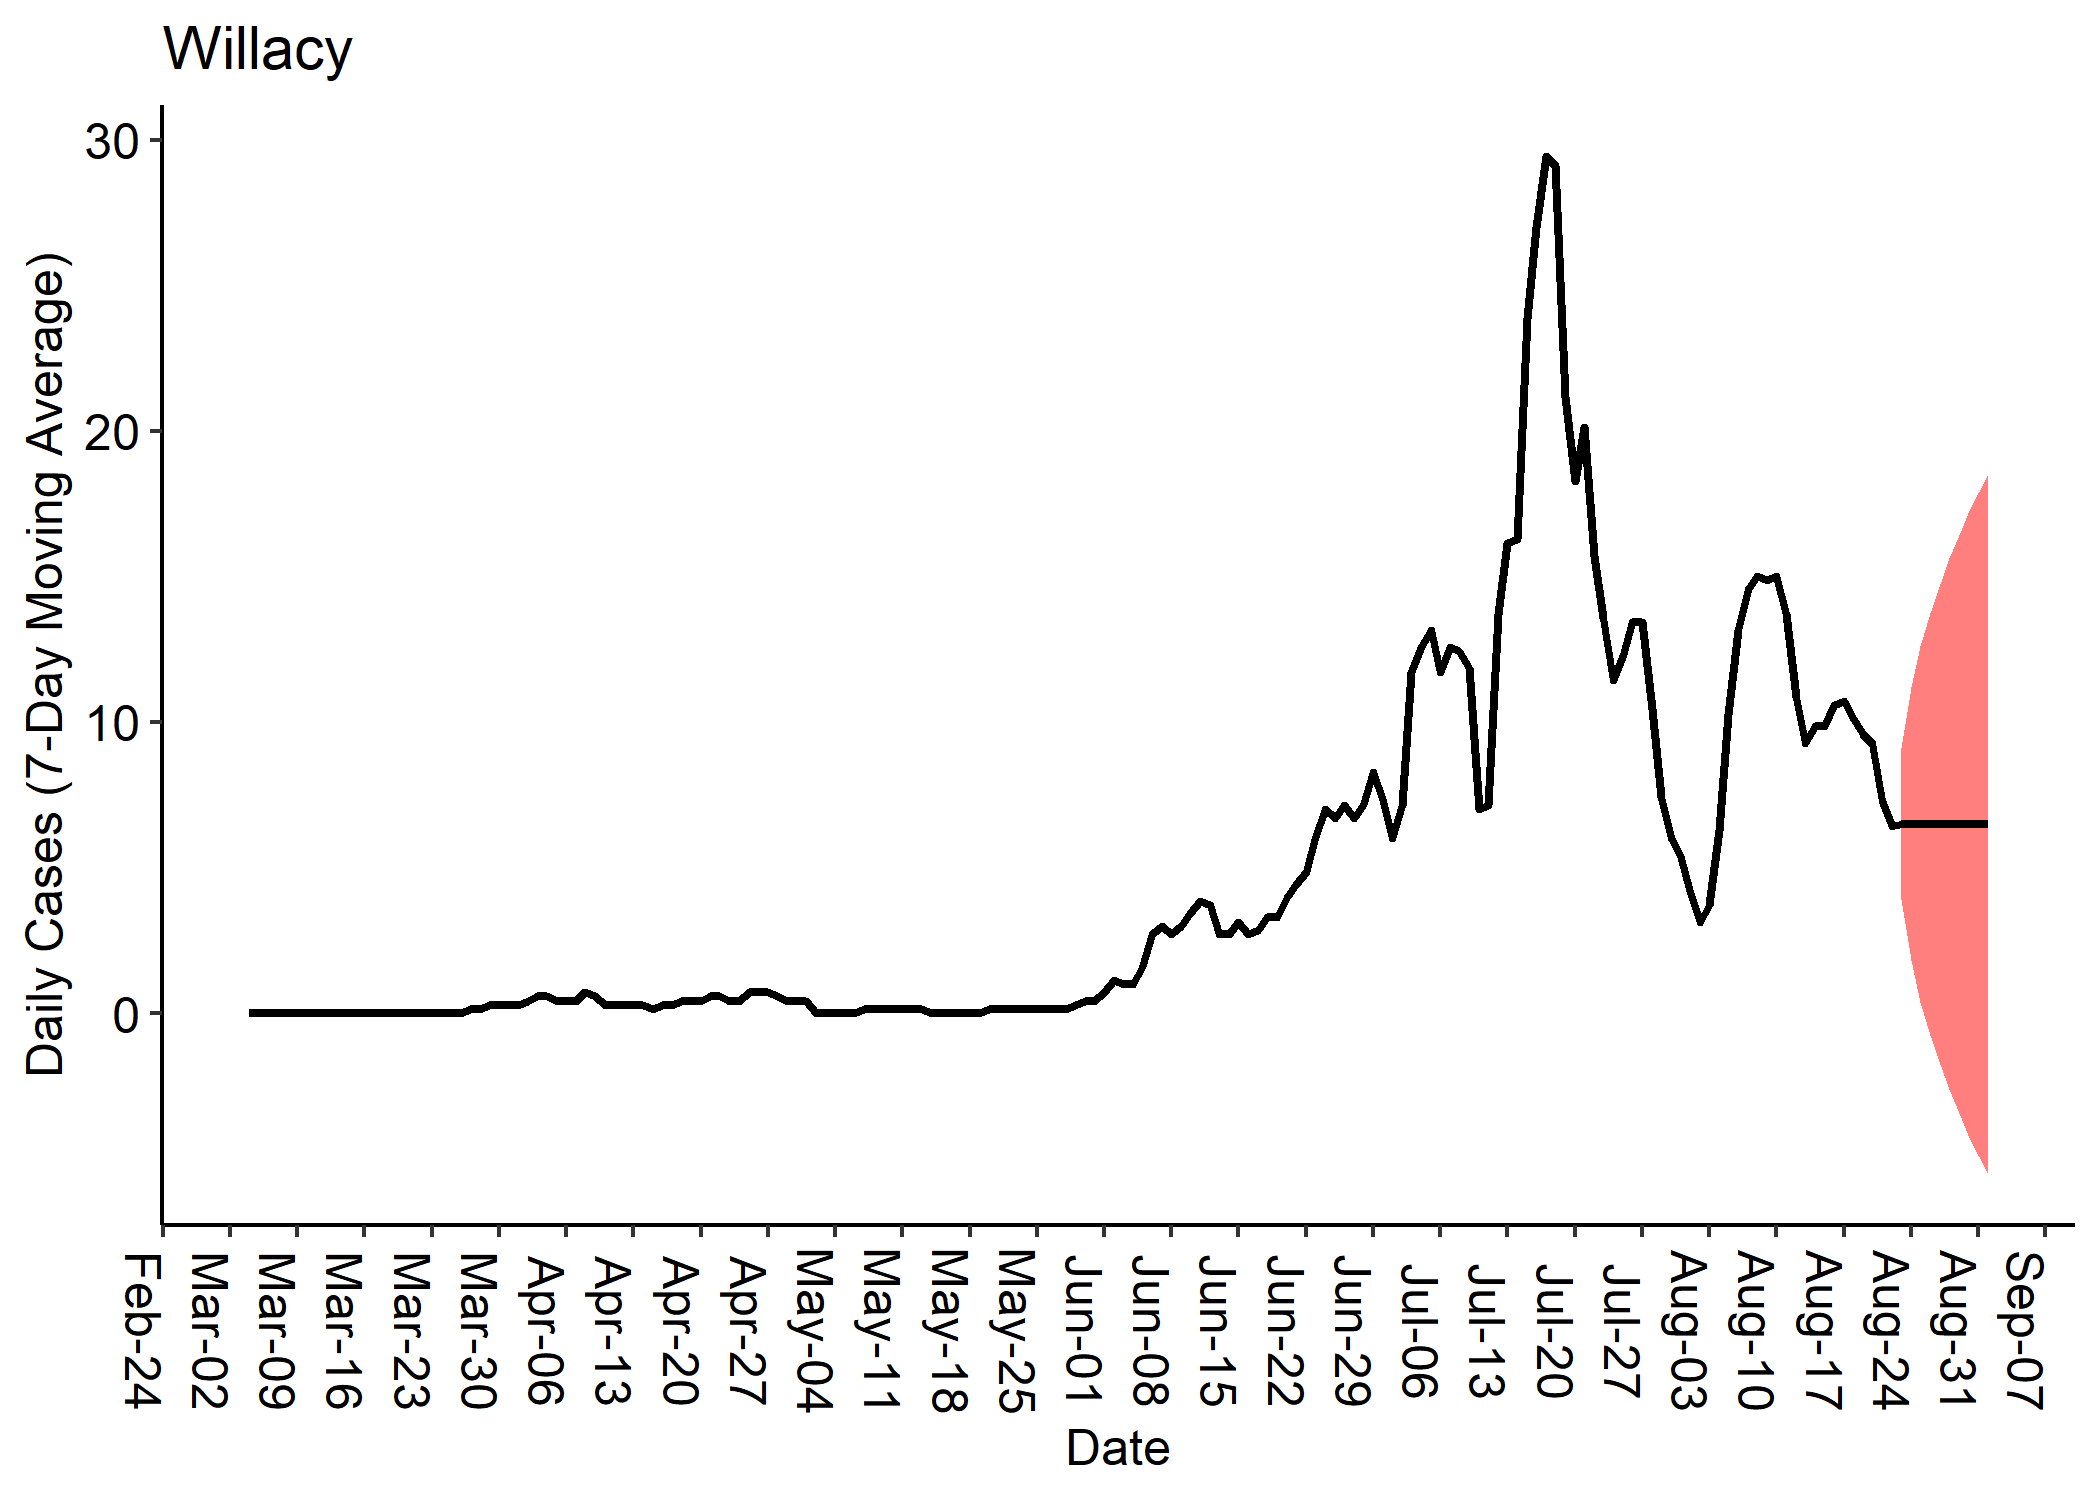 Willacy
Daily Cases (7-Day Moving Average)
30
20
10
0
Feb-24
Mar-02
Mar-09
Mar-16
Mar-23
Mar-30
Apr-06
Apr-13
Apr-20
Apr-27
May-04
May-11
May-18
May-25
Jun-01
Jun-08
Jun-15
Jun-22
Jun-29
Jul-06
Jul-13
Jul-20
Jul-27
Aug-03
Aug-10
Aug-17
Aug-24
Aug-31
Sep-07
Date